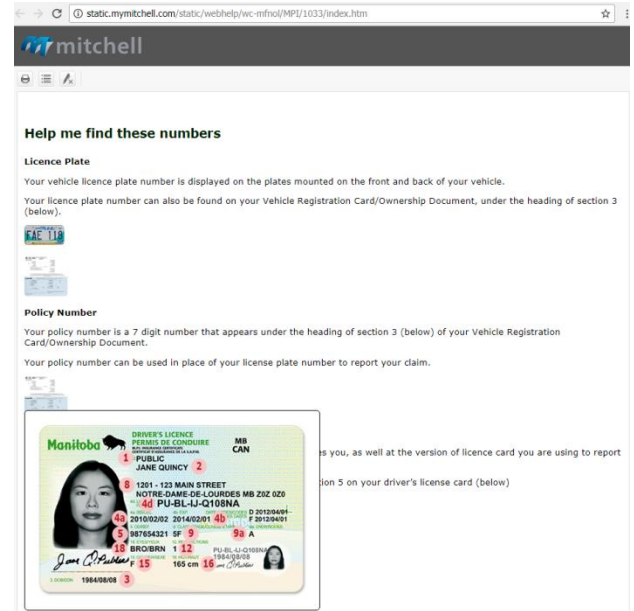 static.mymitchell.com/static/webhelp/wc-mfnol/MPI/1033/index.htm
mitchell
Help me find these numbers
Licence Plate
Your vehicle licence plate number is displayed on the plates mounted on the front and back of your vehicle.
Your licence plate number can also be found on your Vehicle Registration Card/Ownership Document, under the heading of section 3
(below).
EAE 118
Policy Number
Your policy number is a 7 digit number that appears under the heading of section 3 (below) of your Vehicle Registration
Card/Ownership Document.
Your policy number can be used in place of your license plate number to report your claim.
es you, as well at the version of licence card you are using to report
ion 5 on your driver's license card (below)
Manitoba
DRIVER'S LICENCE
PERMIS DE CONDUIRE
MB
CAN
1 PUBLIC
JANE QUINCY 2
8 1201 - 123 MAIN STREET
NOTRE-DAME-DE-LOURDES MB Z0Z 0Z0
4d PU-BL-IJ-Q108NA
4a 2010/02/02 2014/02/01 4b D 2012/04/01
F 2012/04/01
5 987654321 5F 9 9a A
18 BRO/BRN 1 12
PU-BL-IJ-Q108NA
1984/08/08
F 15 165 cm 16
Jane Q. Public
1984/08/08 3